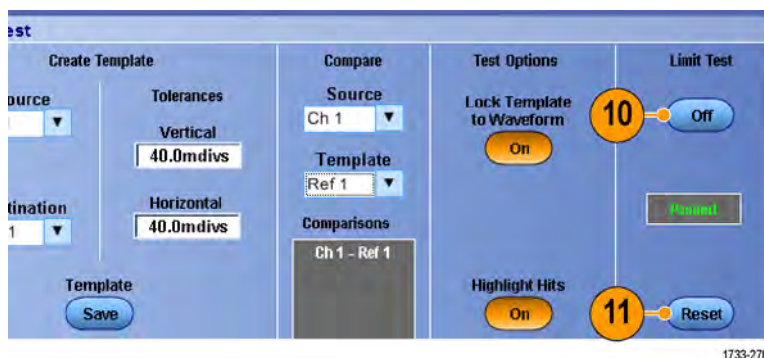 est
Create Template
Compare
Test Options
Limit Test
ource
Tolerances
Source
Lock Template
to Waveform
10
Off
▼
Vertical
Ch 1 ▼
On
40.0mdivs
Template
Ref 1 ▼
Passed
tination
Horizontal
Comparisons
1 ▼
40.0mdivs
Ch 1 - Ref 1
Template
Highlight Hits
Save
On
11
Reset